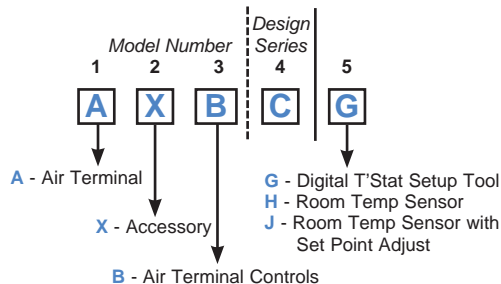 Design
Model Number Series
1 2 3 4 5
A X B C G
A - Air Terminal
G - Digital T'Stat Setup Tool
H - Room Temp Sensor
X - Accessory
J - Room Temp Sensor with
Set Point Adjust
B - Air Terminal Controls